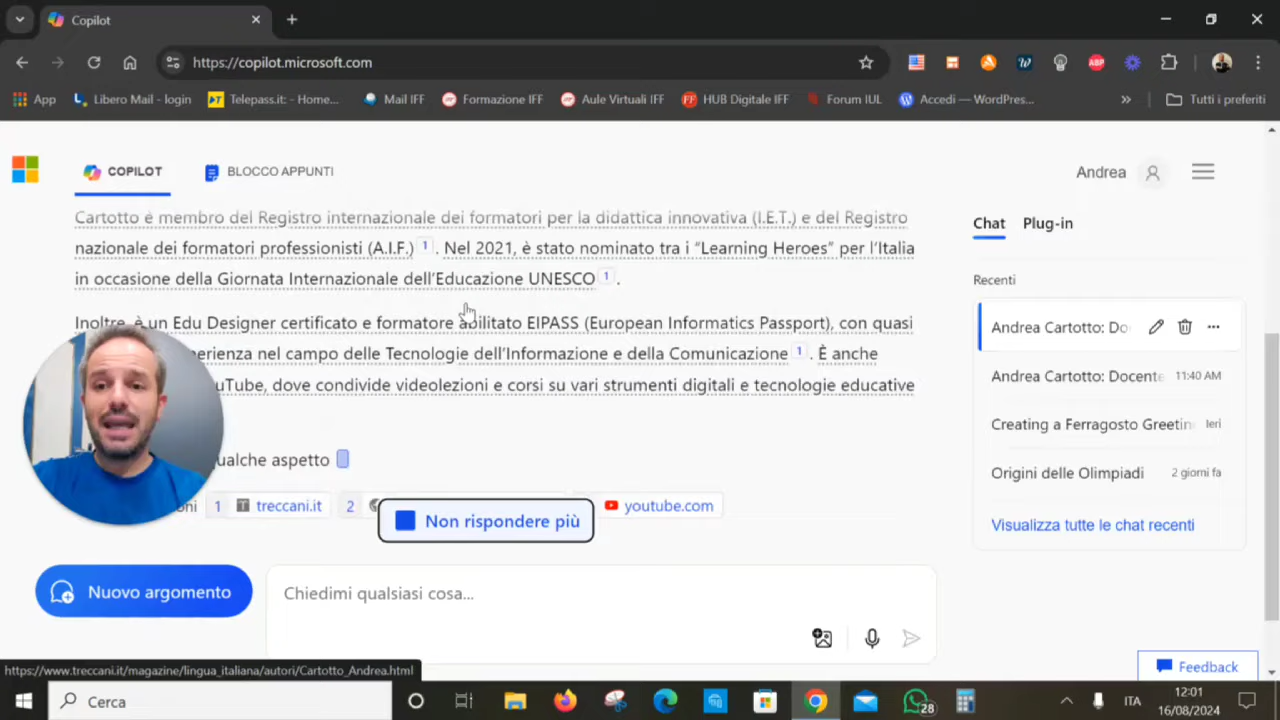 Copilot
https://copilot.microsoft.com
App
Libero Mail - login
Telepass.it: - Home...
Mail IFF
Formazione IFF
Aule Virtuali IFF
HUB Digitale IFF
Forum IUL
Accedi — WordPres...
»
Tutti i preferiti
COPILOT
BLOCCO APPUNTI
Andrea
Cartotto è membro del Registro internazionale dei formatori per la didattica innovativa (I.E.T.) e del Registro
nazionale dei formatori professionisti (A.I.F.) 1 . Nel 2021, è stato nominato tra i “Learning Heroes” per l’Italia
in occasione della Giornata Internazionale dell’Educazione UNESCO 1 .
Inoltre, è un Edu Designer certificato e formatore abilitato EIPASS (European Informatics Passport), con quasi
nel campo delle Tecnologie dell’Informazione e della Comunicazione 1 . È anche
dove condivide videolezioni e corsi su vari strumenti digitali e tecnologie educative
qualche aspetto
1 treccani.it 2
youtube.com
Non rispondere più
Nuovo argomento
Chiedimi qualsiasi cosa...
Chat Plug-in
Recenti
Andrea Cartotto: Do
Andrea Cartotto: Docente 11:40 AM
Creating a Ferragosto Greetin Ieri
Origini delle Olimpiadi 2 giorni fa
Visualizza tutte le chat recenti
Feedback
https://www.treccani.it/magazine/lingua_italiana/autori/Cartotto_Andrea.html
Cerca
28
ITA
12:01
16/08/2024